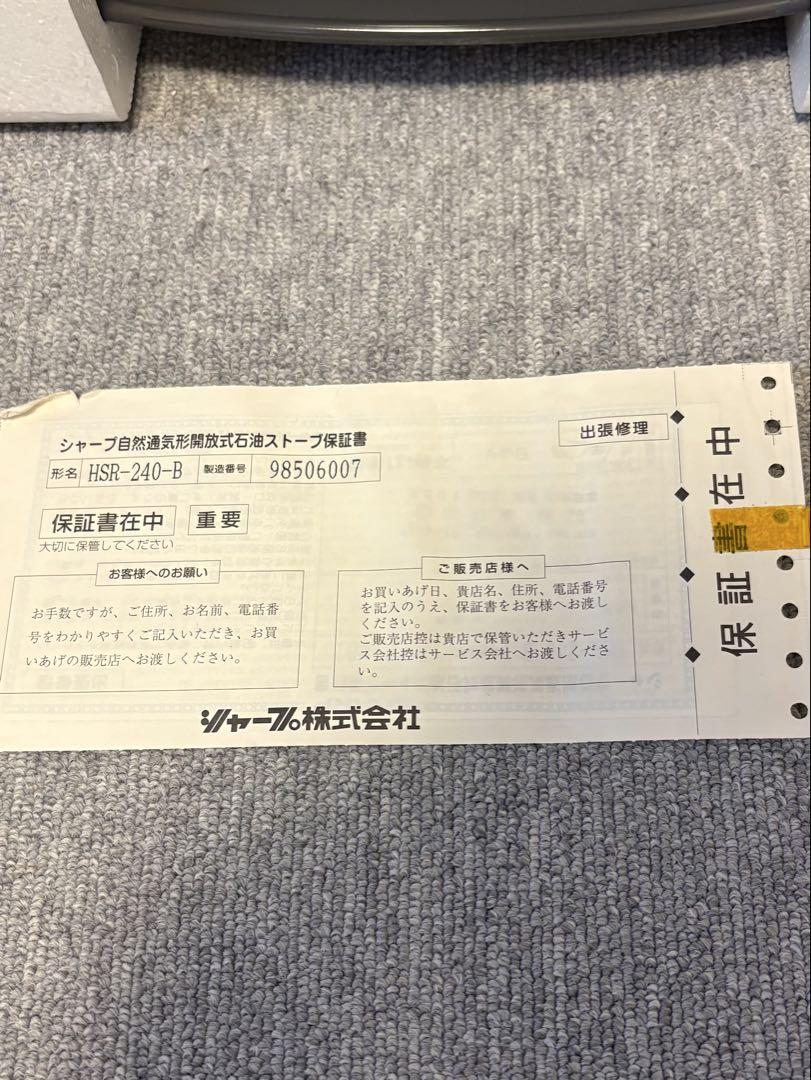 シャープ自然通気形開放式石油ストーブ保証書
出張修理
形名 HSR-240-B 製造番号 98506007
保証書在中 重要
大切に保管してください
お客様へのお願い
お手数ですが、ご住所、お名前、電話番
号をわかりやすくご記入いただき、お買
いあげの販売店へお渡しください。
ご販売店様へ
お買いあげ日、貴店名、住所、電話番号
を記入のうえ、保証書をお客様へお渡し
ください。
ご販売店控は貴店で保管いただきサービ
ス会社控はサービス会社へお渡しくださ
い。
シャープ株式会社
保証書在中